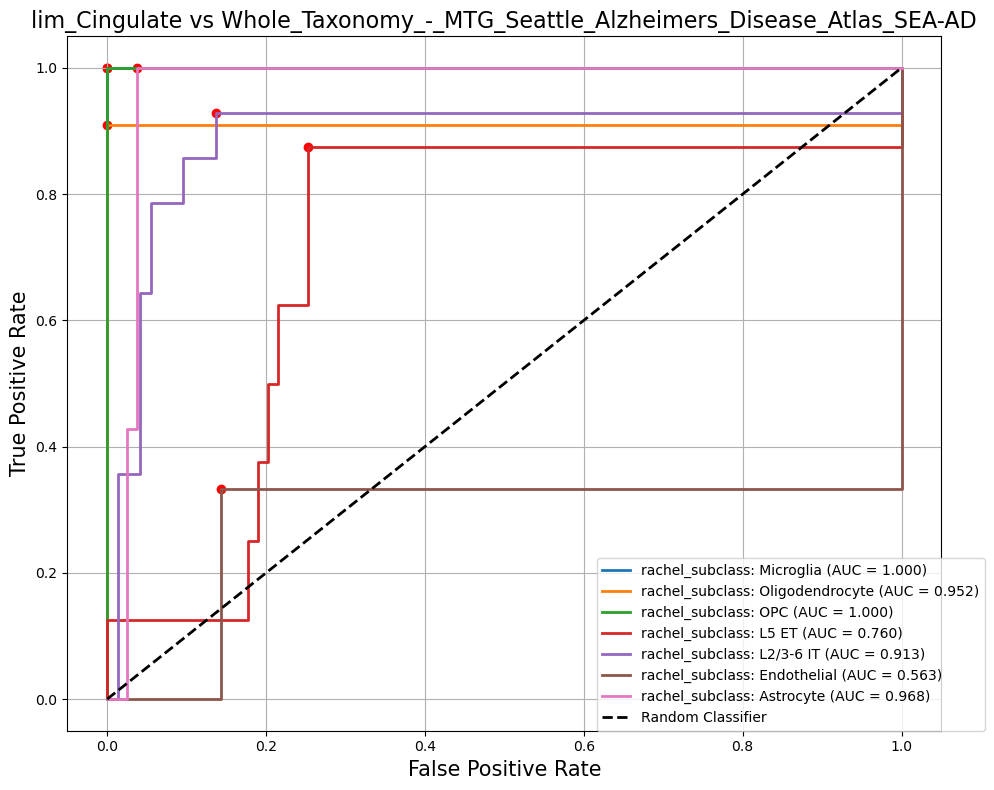 lim_Cingulate vs Whole_Taxonomy_-_MTG_Seattle_Alzheimers_Disease_Atlas_SEA-AD
1.0
0.8
0.6
0.4
0.2
0.0
True Positive Rate
rachel_subclass: Microglia (AUC = 1.000)
rachel_subclass: Oligodendrocyte (AUC = 0.952)
rachel_subclass: OPC (AUC = 1.000)
rachel_subclass: L5 ET (AUC = 0.760)
rachel_subclass: L2/3-6 IT (AUC = 0.913)
rachel_subclass: Endothelial (AUC = 0.563)
rachel_subclass: Astrocyte (AUC = 0.968)
Random Classifier
0.0 0.2 0.4 0.6 0.8 1.0
False Positive Rate